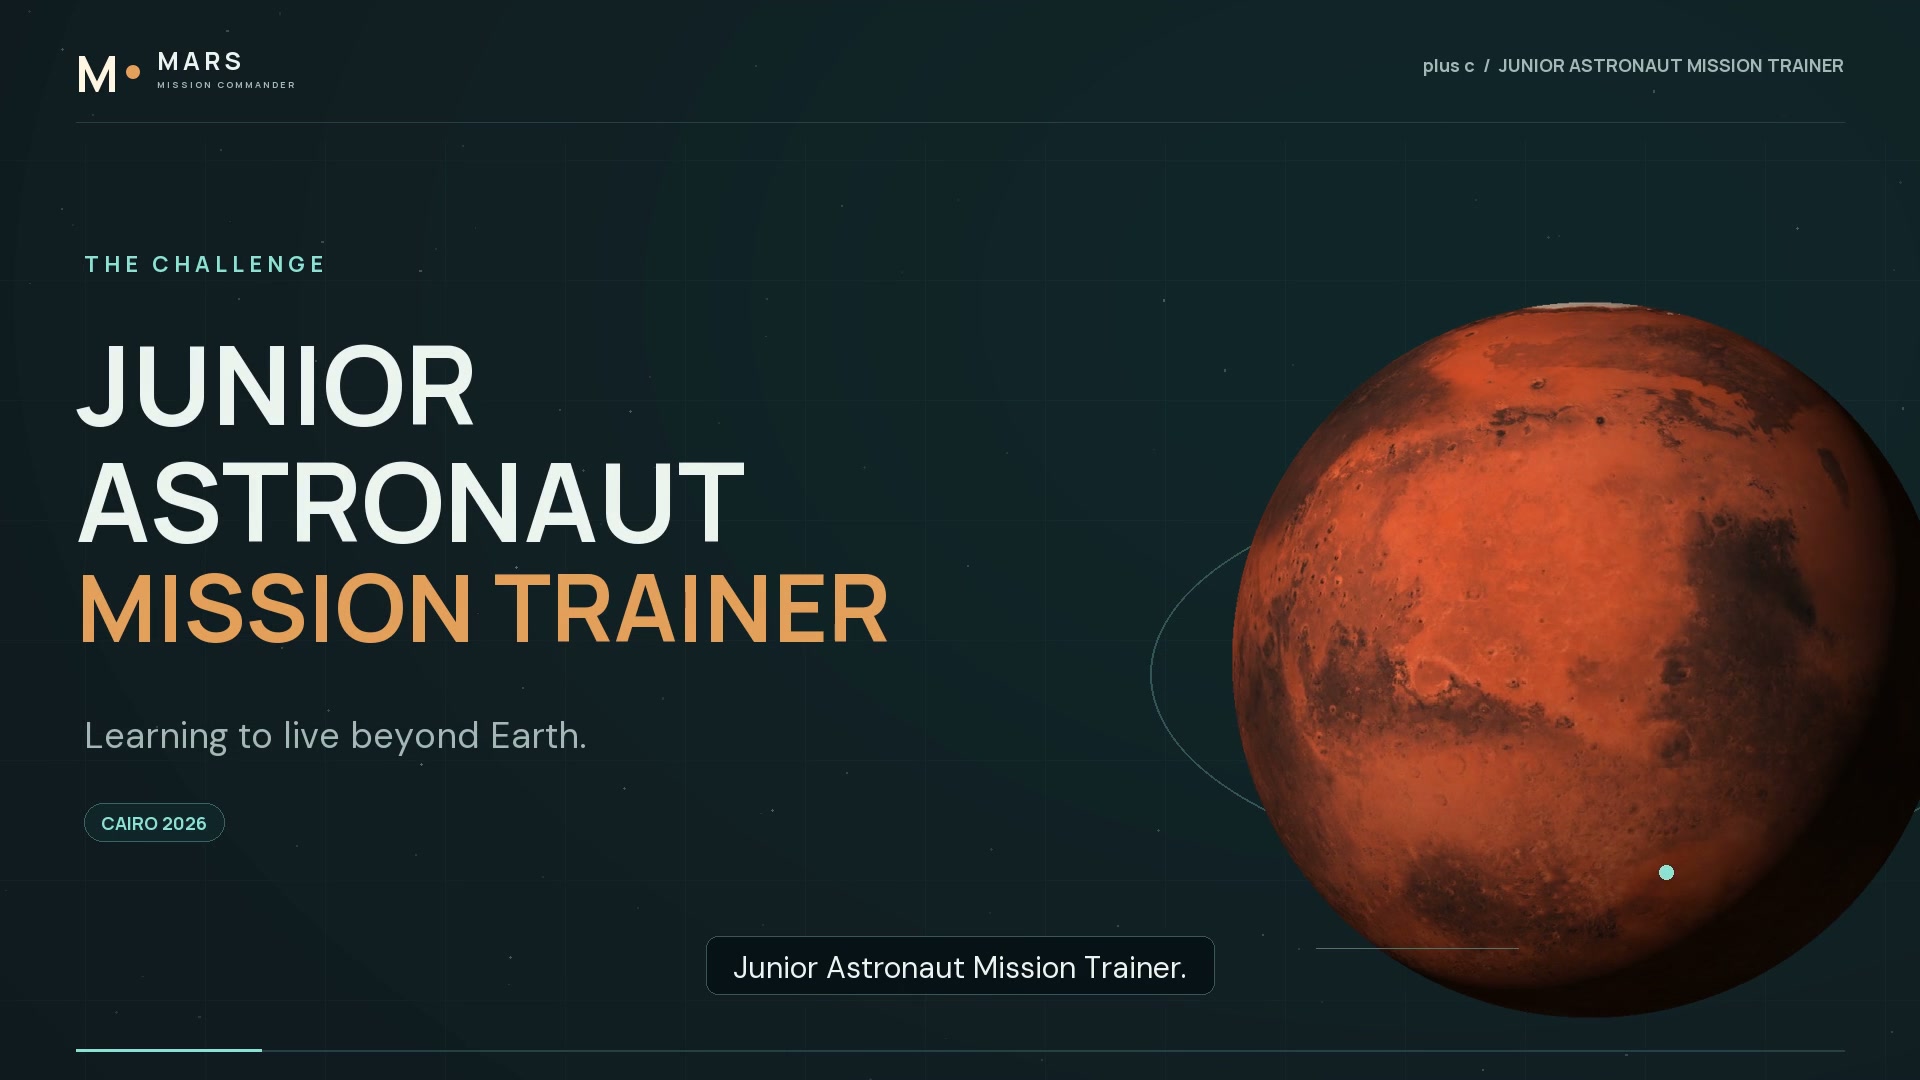 M
MARS
MISSION COMMANDER
plus c / JUNIOR ASTRONAUT MISSION TRAINER
THE CHALLENGE
JUNIOR
ASTRONAUT
MISSION TRAINER
Learning to live beyond Earth.
CAIRO 2026
Junior Astronaut Mission Trainer.